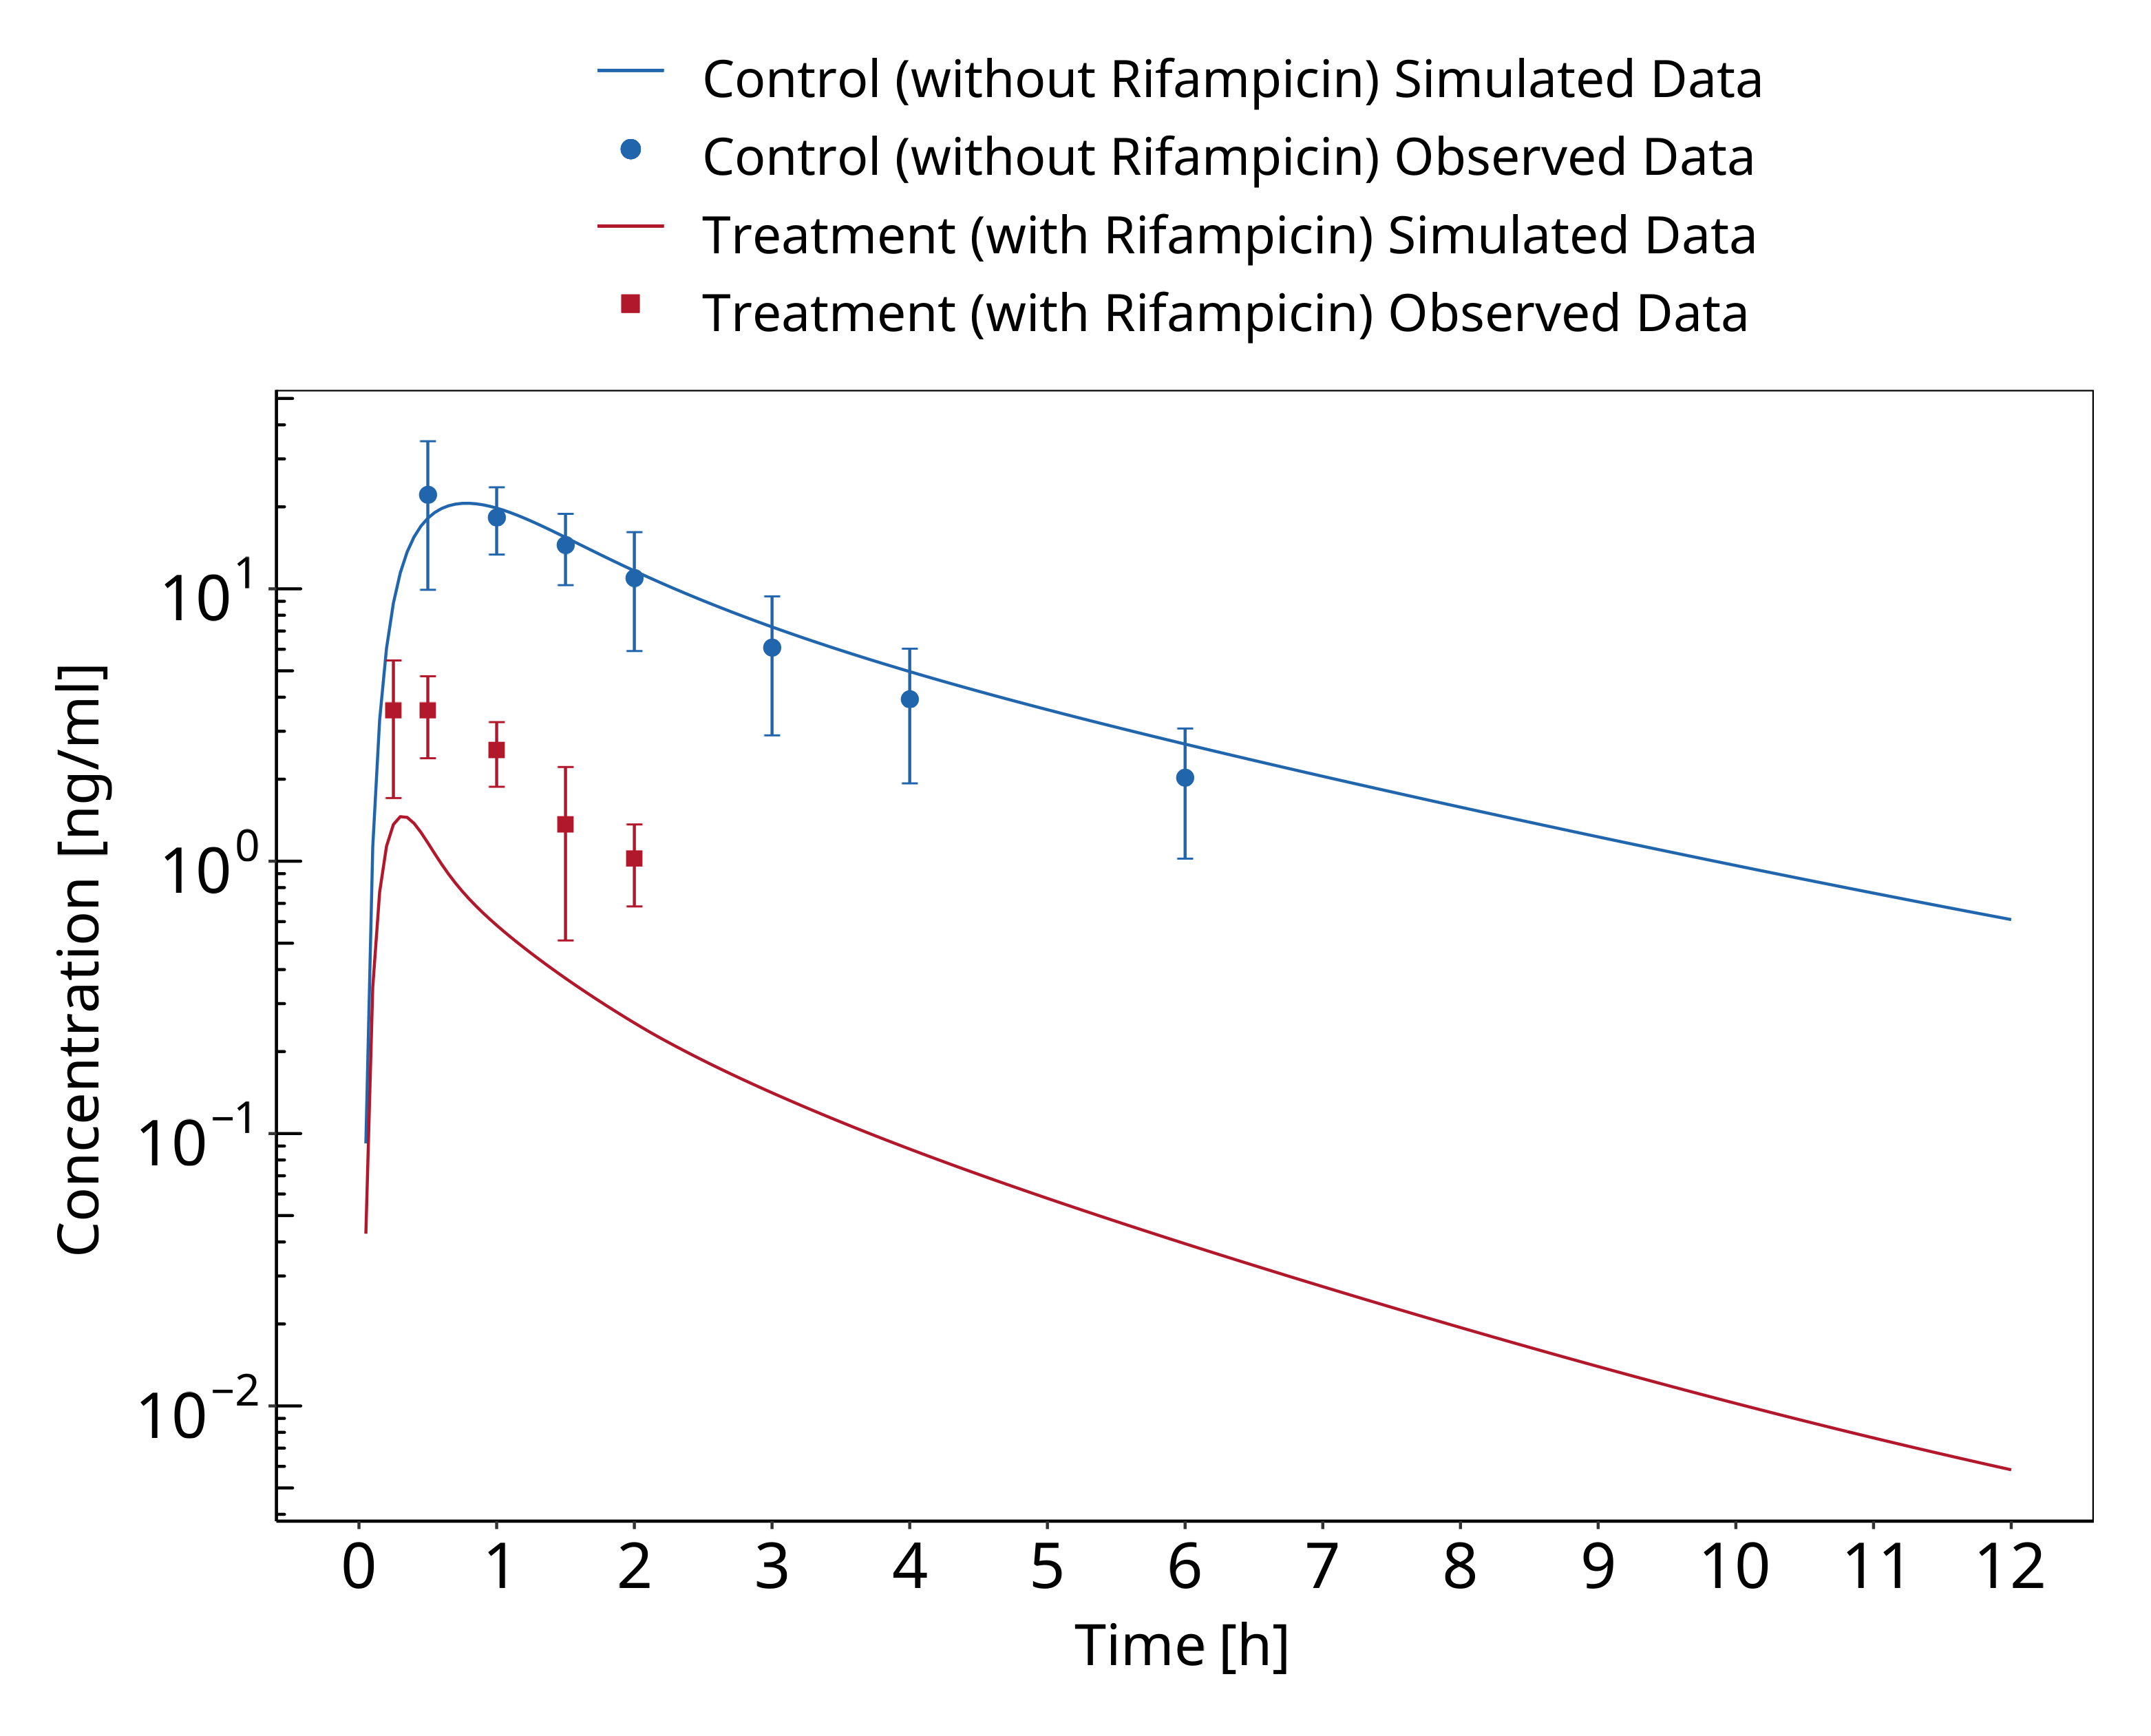 Control (without Rifampicin) Simulated Data
Control (without Rifampicin) Observed Data
Treatment (with Rifampicin) Simulated Data
Treatment (with Rifampicin) Observed Data
Concentration [ng/ml]
10¹
10⁰
10⁻¹
10⁻²
0 1 2 3 4 5 6 7 8 9 10 11 12
Time [h]